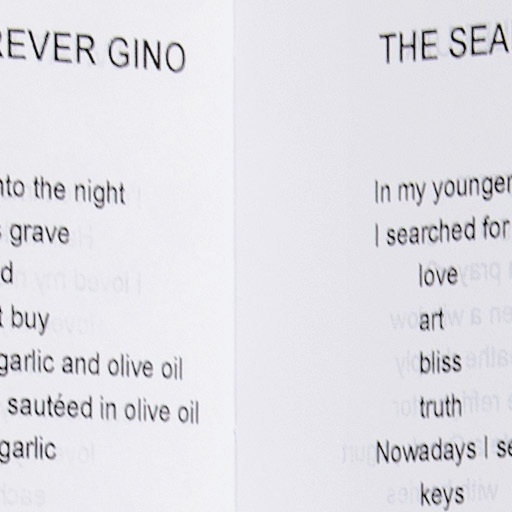 REVER GINO
nto the night
s grave
d
t buy
garlic and olive oil
sautéed in olive oil
garlic
THE SEA
In my younger
I searched for
love
art
bliss
truth
Nowadays I se
keys